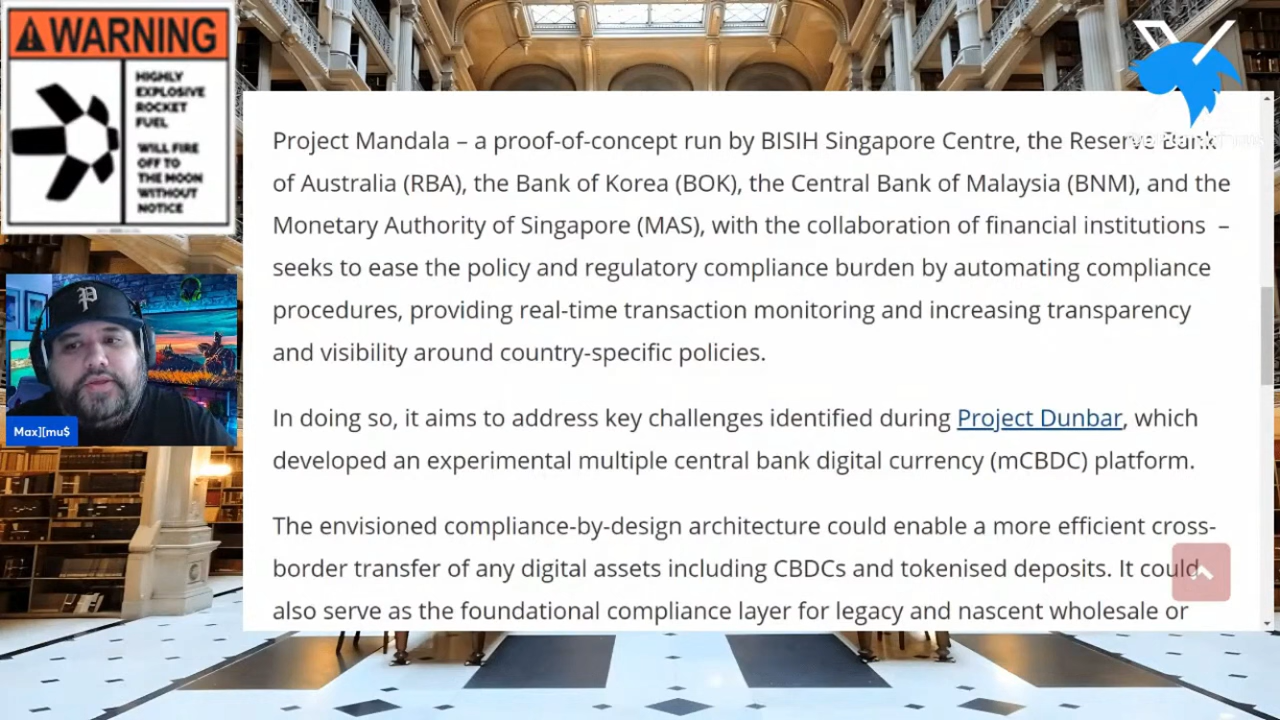 WARNING
HIGHLY
EXPLOSIVE
ROCKET
FUEL
WILL FIRE
OFF TO
THE MOON
WITHOUT
NOTICE
Project Mandala – a proof-of-concept run by BISIH Singapore Centre, the Reserve Bank
of Australia (RBA), the Bank of Korea (BOK), the Central Bank of Malaysia (BNM), and the
Monetary Authority of Singapore (MAS), with the collaboration of financial institutions –
seeks to ease the policy and regulatory compliance burden by automating compliance
procedures, providing real-time transaction monitoring and increasing transparency
and visibility around country-specific policies.
P
Max][mu$
In doing so, it aims to address key challenges identified during Project Dunbar, which
developed an experimental multiple central bank digital currency (mCBDC) platform.
The envisioned compliance-by-design architecture could enable a more efficient cross-
border transfer of any digital assets including CBDCs and tokenised deposits. It could
also serve as the foundational compliance layer for legacy and nascent wholesale or